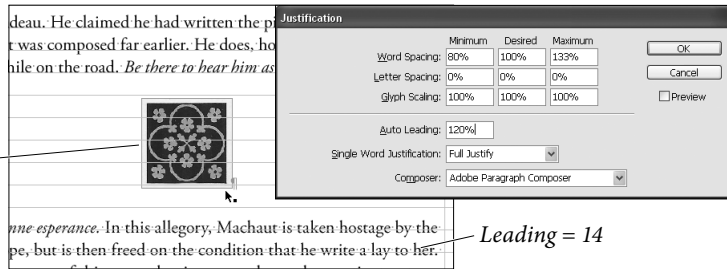 deau. He claimed he had written the pi
t was composed far earlier. He does, ho
hile on the road. Be there to hear him as
Justification
Minimum Desired Maximum
Word Spacing: 80% 100% 133%
Letter Spacing: 0% 0% 0%
Glyph Scaling: 100% 100% 100%
Auto Leading: 120%
Single Word Justification: Full Justify
Composer: Adobe Paragraph Composer
OK
Cancel
Preview
nne esperance. In this allegory, Machaut is taken hostage by the
pe, but is then freed on the condition that he write a lay to her.
Leading = 14